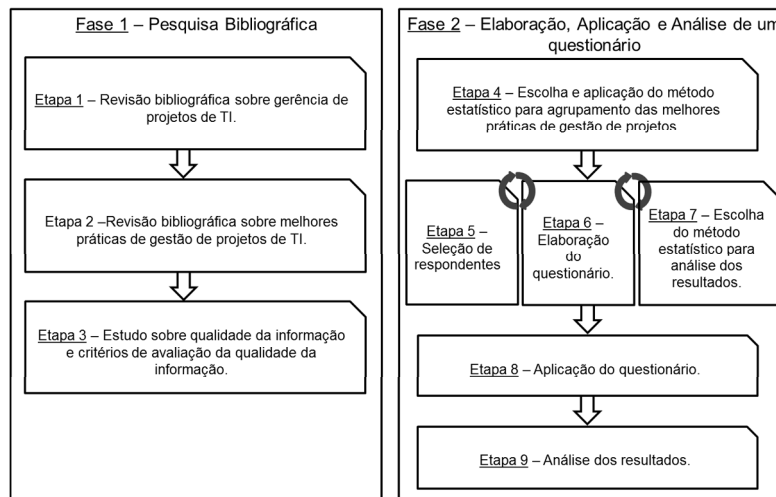 Fase 1 – Pesquisa Bibliográfica
Etapa 1 – Revisão bibliográfica sobre gerência de
projetos de TI.
Etapa 2 –Revisão bibliográfica sobre melhores
práticas de gestão de projetos de TI.
Etapa 3 – Estudo sobre qualidade da informação
e critérios de avaliação da qualidade da
informação.
Fase 2 – Elaboração, Aplicação e Análise de um
questionário
Etapa 4 – Escolha e aplicação do método
estatístico para agrupamento das melhores
práticas de gestão de projetos
Etapa 5 –
Seleção de
respondentes
Etapa 6 –
Elaboração
do
questionário.
Etapa 7 – Escolha
do método
estatístico para
análise dos
resultados.
Etapa 8 – Aplicação do questionário.
Etapa 9 – Análise dos resultados.